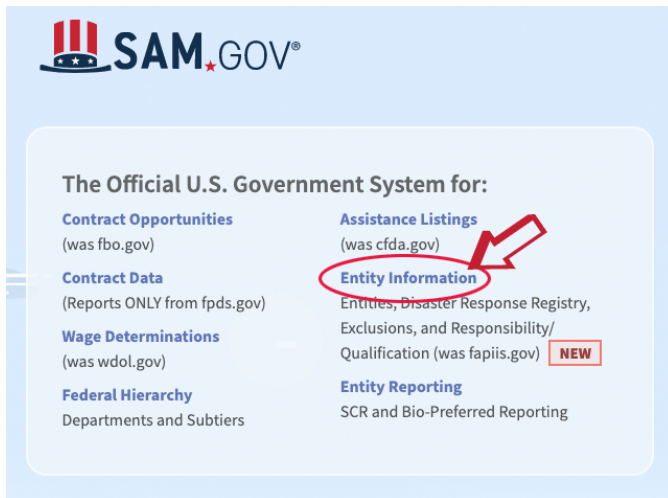 SAM.GOV®
The Official U.S. Government System for:
Contract Opportunities
(was fbo.gov)
Contract Data
(Reports ONLY from fpds.gov)
Wage Determinations
(was wdol.gov)
Federal Hierarchy
Departments and Subtiers
Assistance Listings
(was cfda.gov)
Entity Information
Entities, Disaster Response Registry,
Exclusions, and Responsibility/
Qualification (was fapiis.gov) NEW
Entity Reporting
SCR and Bio-Preferred Reporting